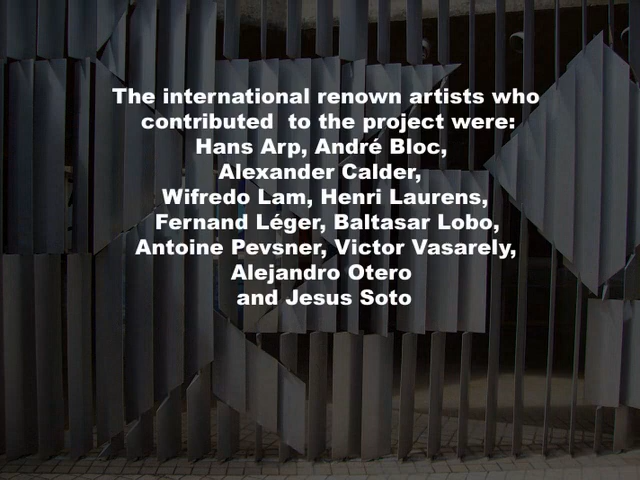 The international renown artists who
contributed  to the project were:
Hans Arp, André Bloc,
Alexander Calder,
Wifredo Lam, Henri Laurens,
Fernand Léger, Baltasar Lobo,
Antoine Pevsner, Victor Vasarely,
Alejandro Otero
and Jesus Soto